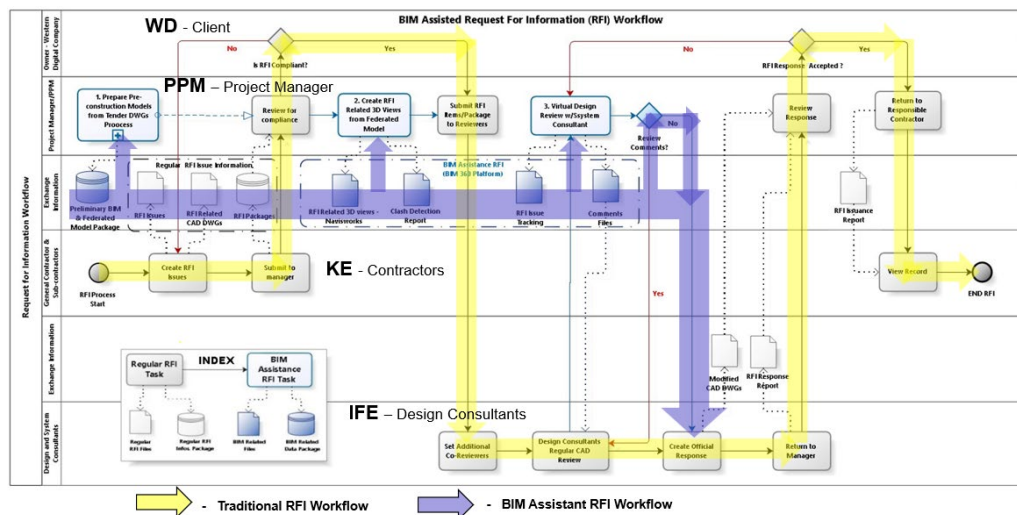 BIM Assisted Request For Information (RFI) Workflow
WD - Client
Request for Information Workflow
Owner - Western
Digital Company
No
Yes
Is RFI Compliant?
No
Yes
RFI Response Accepted ?
Project Manager/PPM
PPM – Project Manager
1. Prepare Pre-
construction Models
from Tender DWGs
Proocess
Review for
compliance
2. Create RFI
Related 3D Views
from Federated
Model
Submit RFI
Items/Package
to Reviewers
3. Virtual Design
Review w/System
Consultant
No
Review
Comments?
Review
Response
Return to
Responsible
Contractor
Exchange
Information
Preliminary BIM
& Federated
Model Package
Regular RFI Issue Information
RFI Issues
RFI Related
CAD DWGs
RFI Packages
BIM Assistance RFI
(BIM 360 Platform)
RFI Related 3D views -
Navisworks
Clash Detection
Report
RFI Issue
Tracking
Comments
Files
RFI Issuance
Report
General Contractor &
Sub-contractors
RFI Process
Start
Create RFI
Issues
Submit to
manager
KE - Contractors
Yes
View Record
END RFI
Exchange Information
INDEX
Regular RFI
Task
BIM
Assistance
RFI Task
Regular
RFI Files
Regular RFI
Infos. Package
BIM Related
Files
BIM Related
Data Package
Modified
CAD DWGs
RFI Response
Report
Design and System
Consultants
IFE – Design Consultants
Set Additional
Co-Reviewers
Design Consultants
Regular CAD
Review
Create Official
Response
Return to
Manager
- Traditional RFI Workflow
- BIM Assistant RFI Workflow